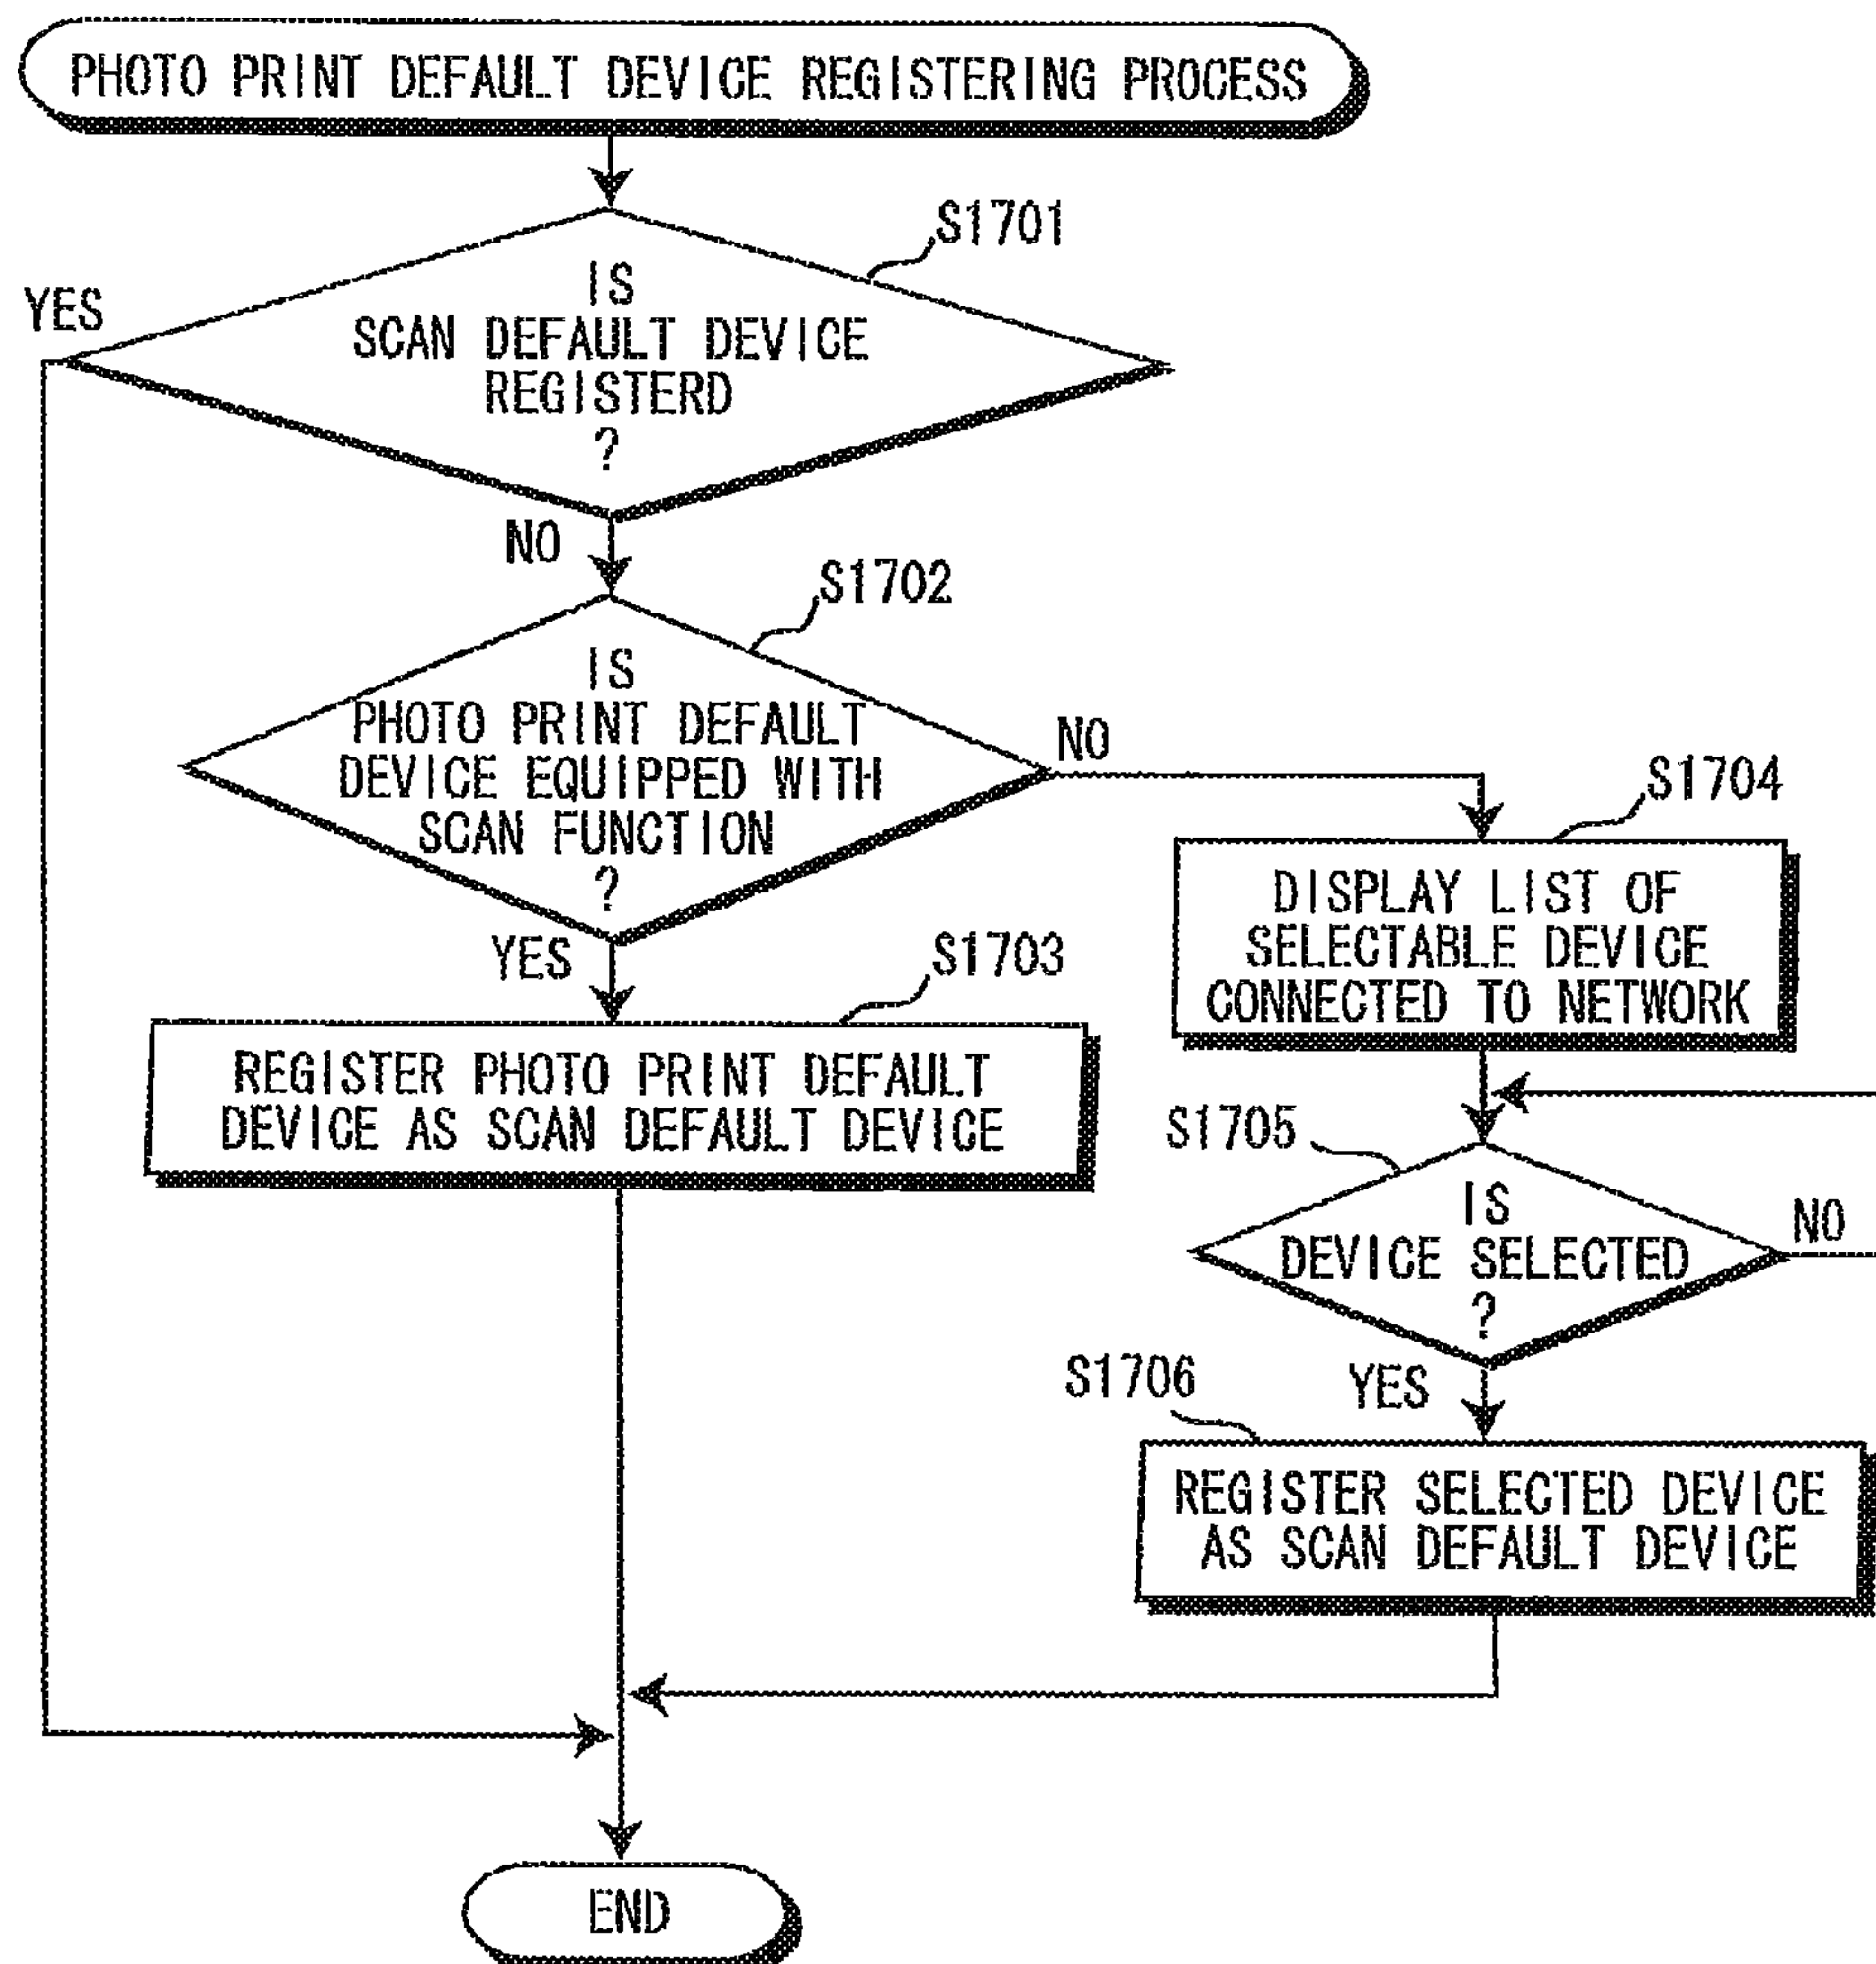 PHOTO PRINT DEFAULT DEVICE REGISTERING PROCESS
S1701
YES
IS
SCAN DEFAULT DEVICE
REGISTERD
?
NO
S1702
IS
PHOTO PRINT DEFAULT
DEVICE EQUIPPED WITH
SCAN FUNCTION
?
NO
YES
S1703
REGISTER PHOTO PRINT DEFAULT
DEVICE AS SCAN DEFAULT DEVICE
S1704
DISPLAY LIST OF
SELECTABLE DEVICE
CONNECTED TO NETWORK
S1705
IS
DEVICE SELECTED
?
NO
YES
S1706
REGISTER SELECTED DEVICE
AS SCAN DEFAULT DEVICE
END